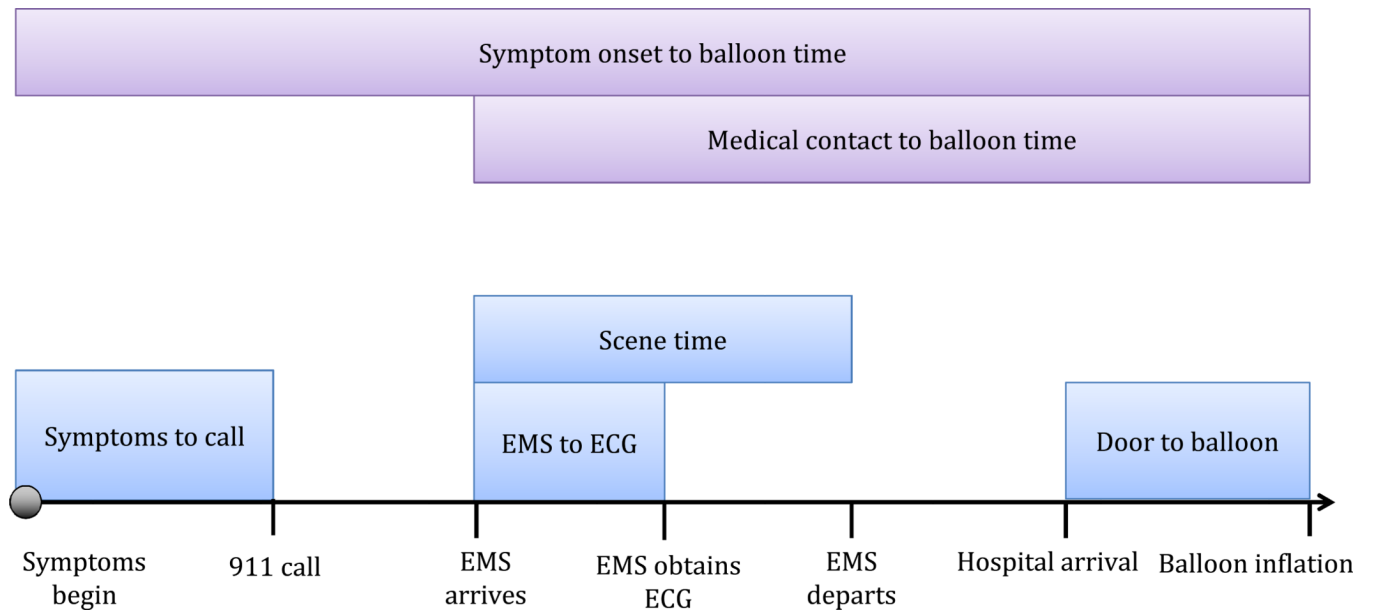 Symptom onset to balloon time
Medical contact to balloon time
Scene time
Symptoms to call
EMS to ECG
Door to balloon
Symptoms
begin
911 call
EMS
arrives
EMS obtains
ECG
EMS
departs
Hospital arrival
Balloon inflation